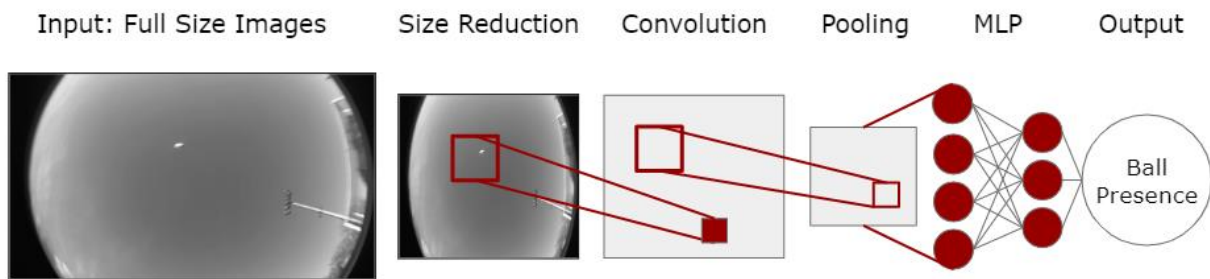 Input: Full Size Images Size Reduction Convolution Pooling MLP Output
Ball
Presence